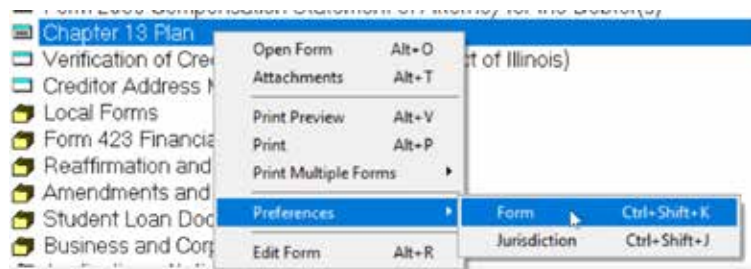 Chapter 13 Plan
Verification of Cre ct of Illinois)
Creditor Address
Local Forms
Form 423 Financia
Reaffirmation and
Amendments and
Student Loan Doc
Business and Corp
Open Form Alt+O
Attachments Alt+T
Print Preview Alt+V
Print Alt+P
Print Multiple Forms
Preferences
Edit Form Alt+R
Form Ctrl+Shift+K
Jurisdiction Ctrl+Shift+J